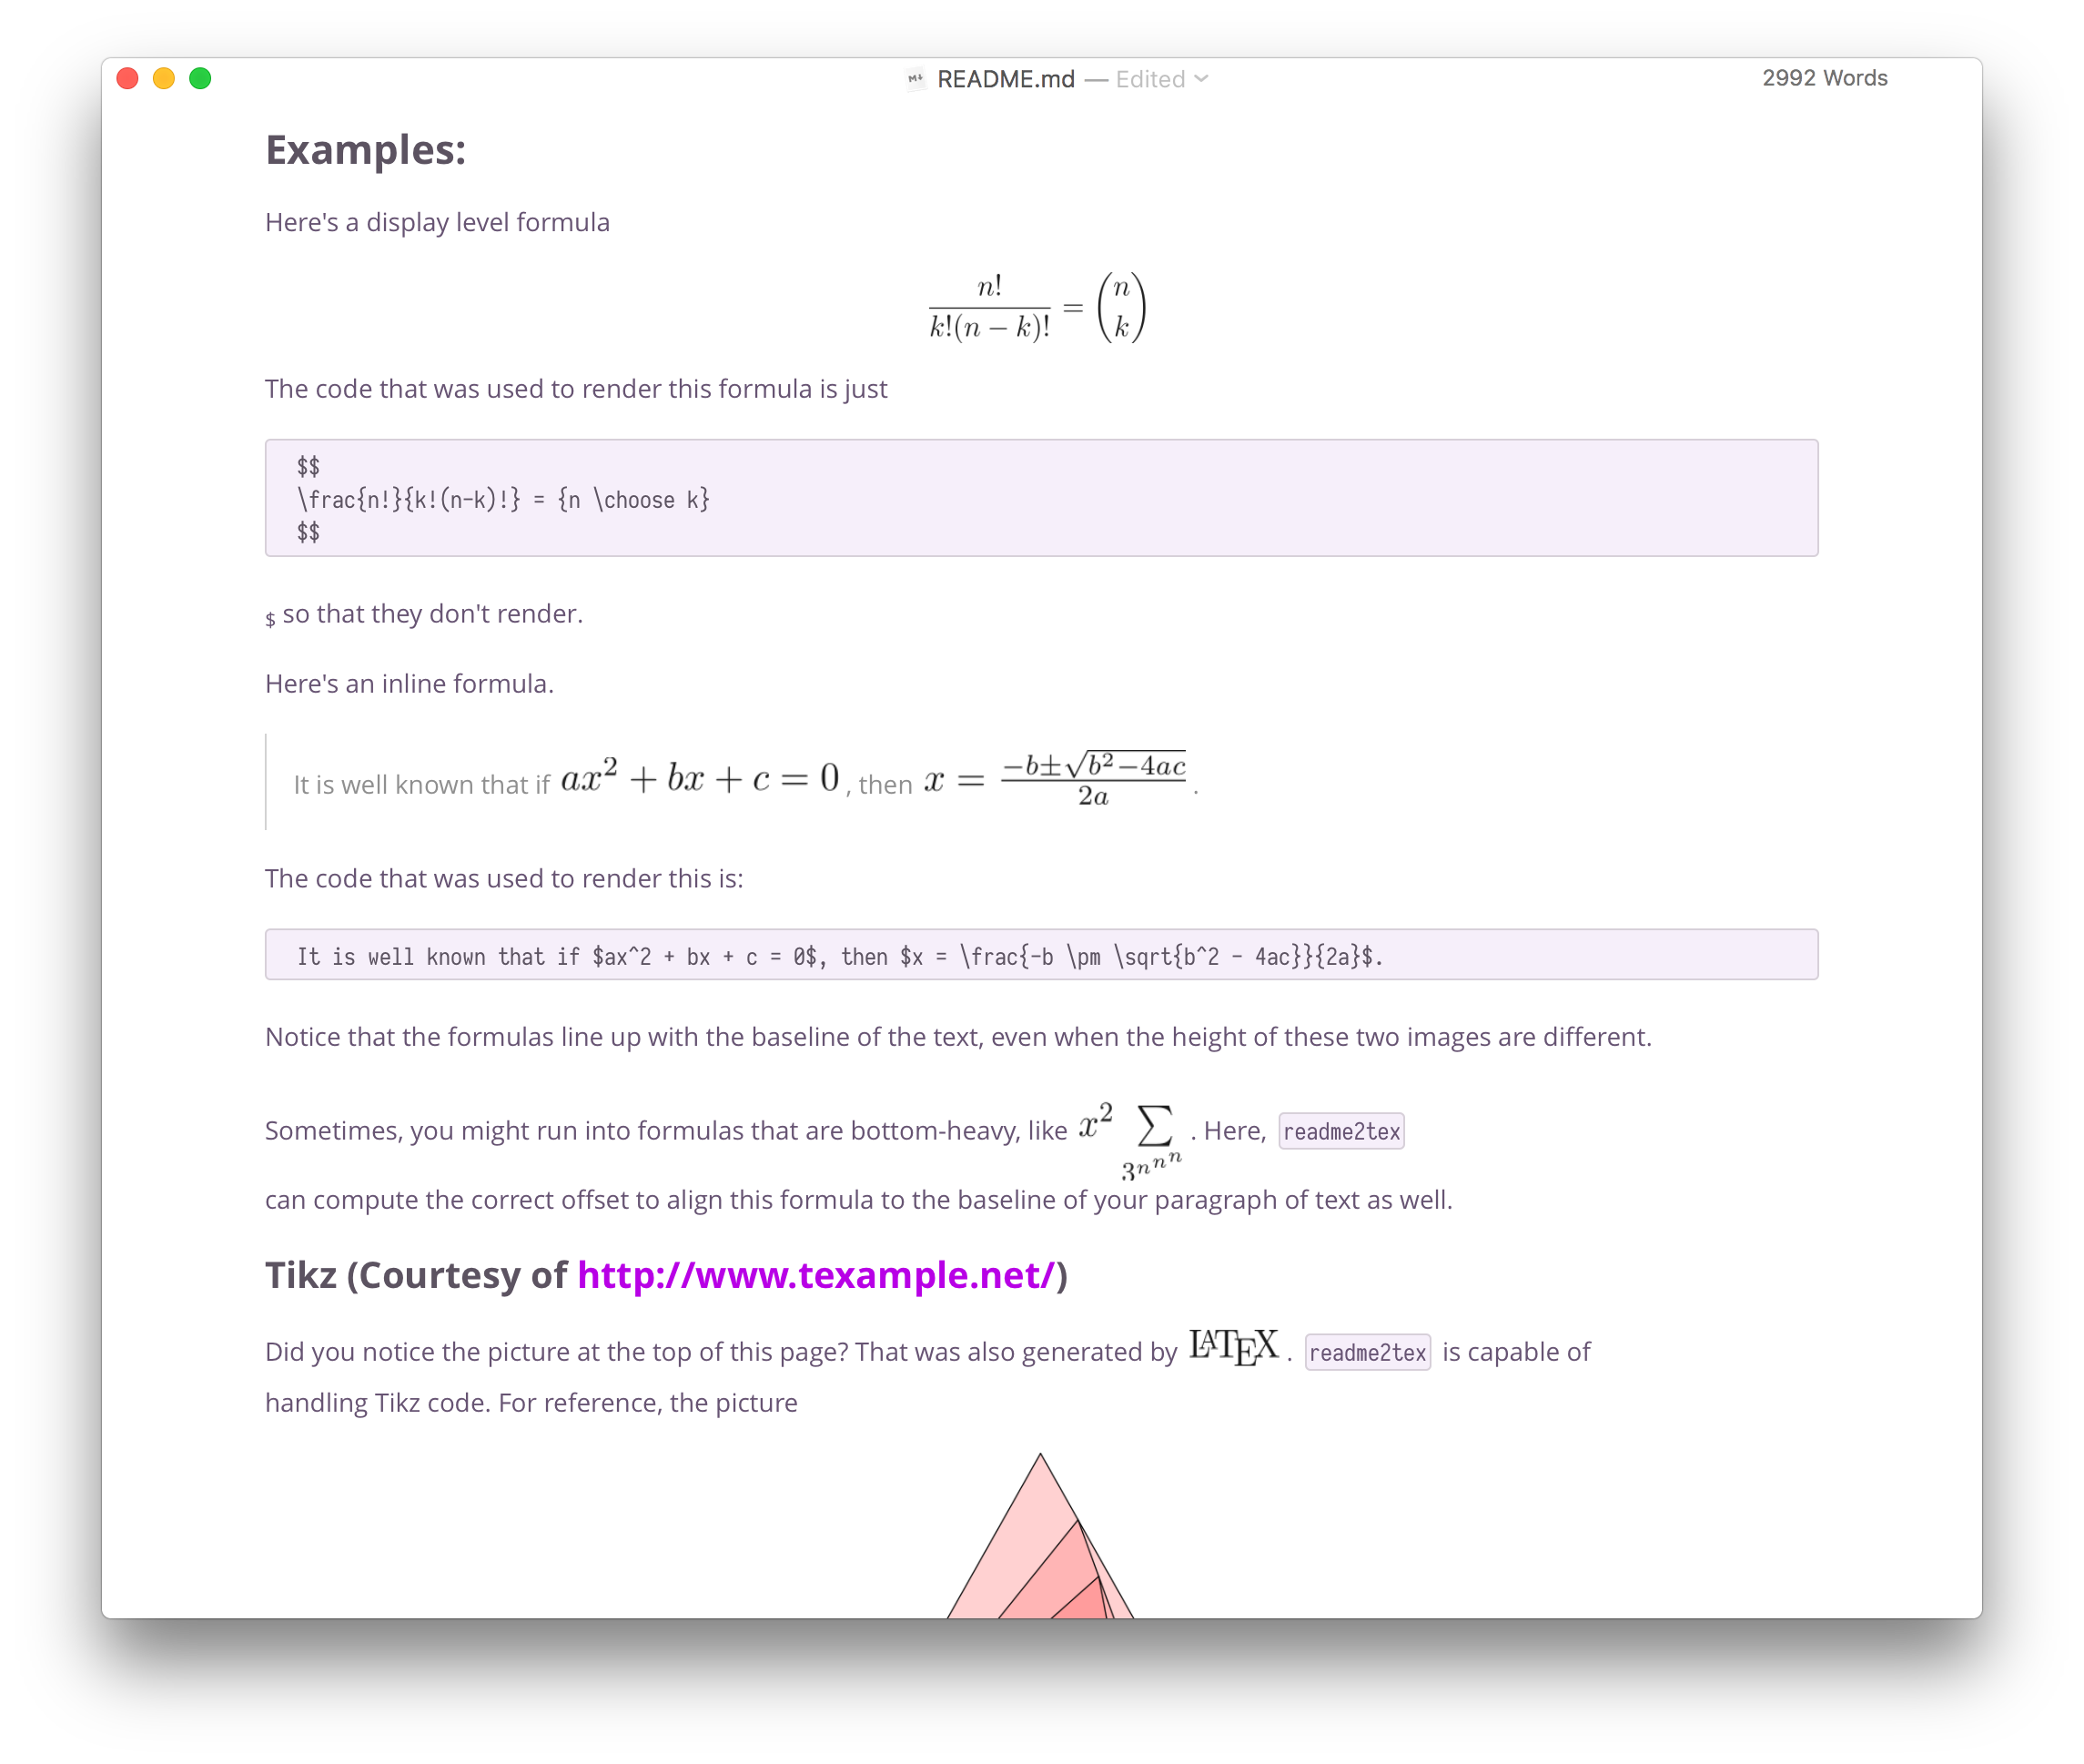 README.md — Edited
2992 Words
Examples:
Here's a display level formula
\frac{n!}{k!(n-k)!} = \binom{n}{k}
The code that was used to render this formula is just
$$
\frac{n!}{k!(n-k)!} = {n \choose k}
$$
$ so that they don't render.
Here's an inline formula.
It is well known that if ax^2 + bx + c = 0, then x = \frac{-b \pm \sqrt{b^2-4ac}}{2a}.
The code that was used to render this is:
It is well known that if $ax^2 + bx + c = 0$, then $x = \frac{-b \pm \sqrt{b^2 - 4ac}}{2a}$.
Notice that the formulas line up with the baseline of the text, even when the height of these two images are different.
Sometimes, you might run into formulas that are bottom-heavy, like x^2 \sum_{3^{n^{n^n}}}. Here, readme2tex
can compute the correct offset to align this formula to the baseline of your paragraph of text as well.
Tikz (Courtesy of http://www.texample.net/)
Did you notice the picture at the top of this page? That was also generated by LATEX. readme2tex is capable of
handling Tikz code. For reference, the picture